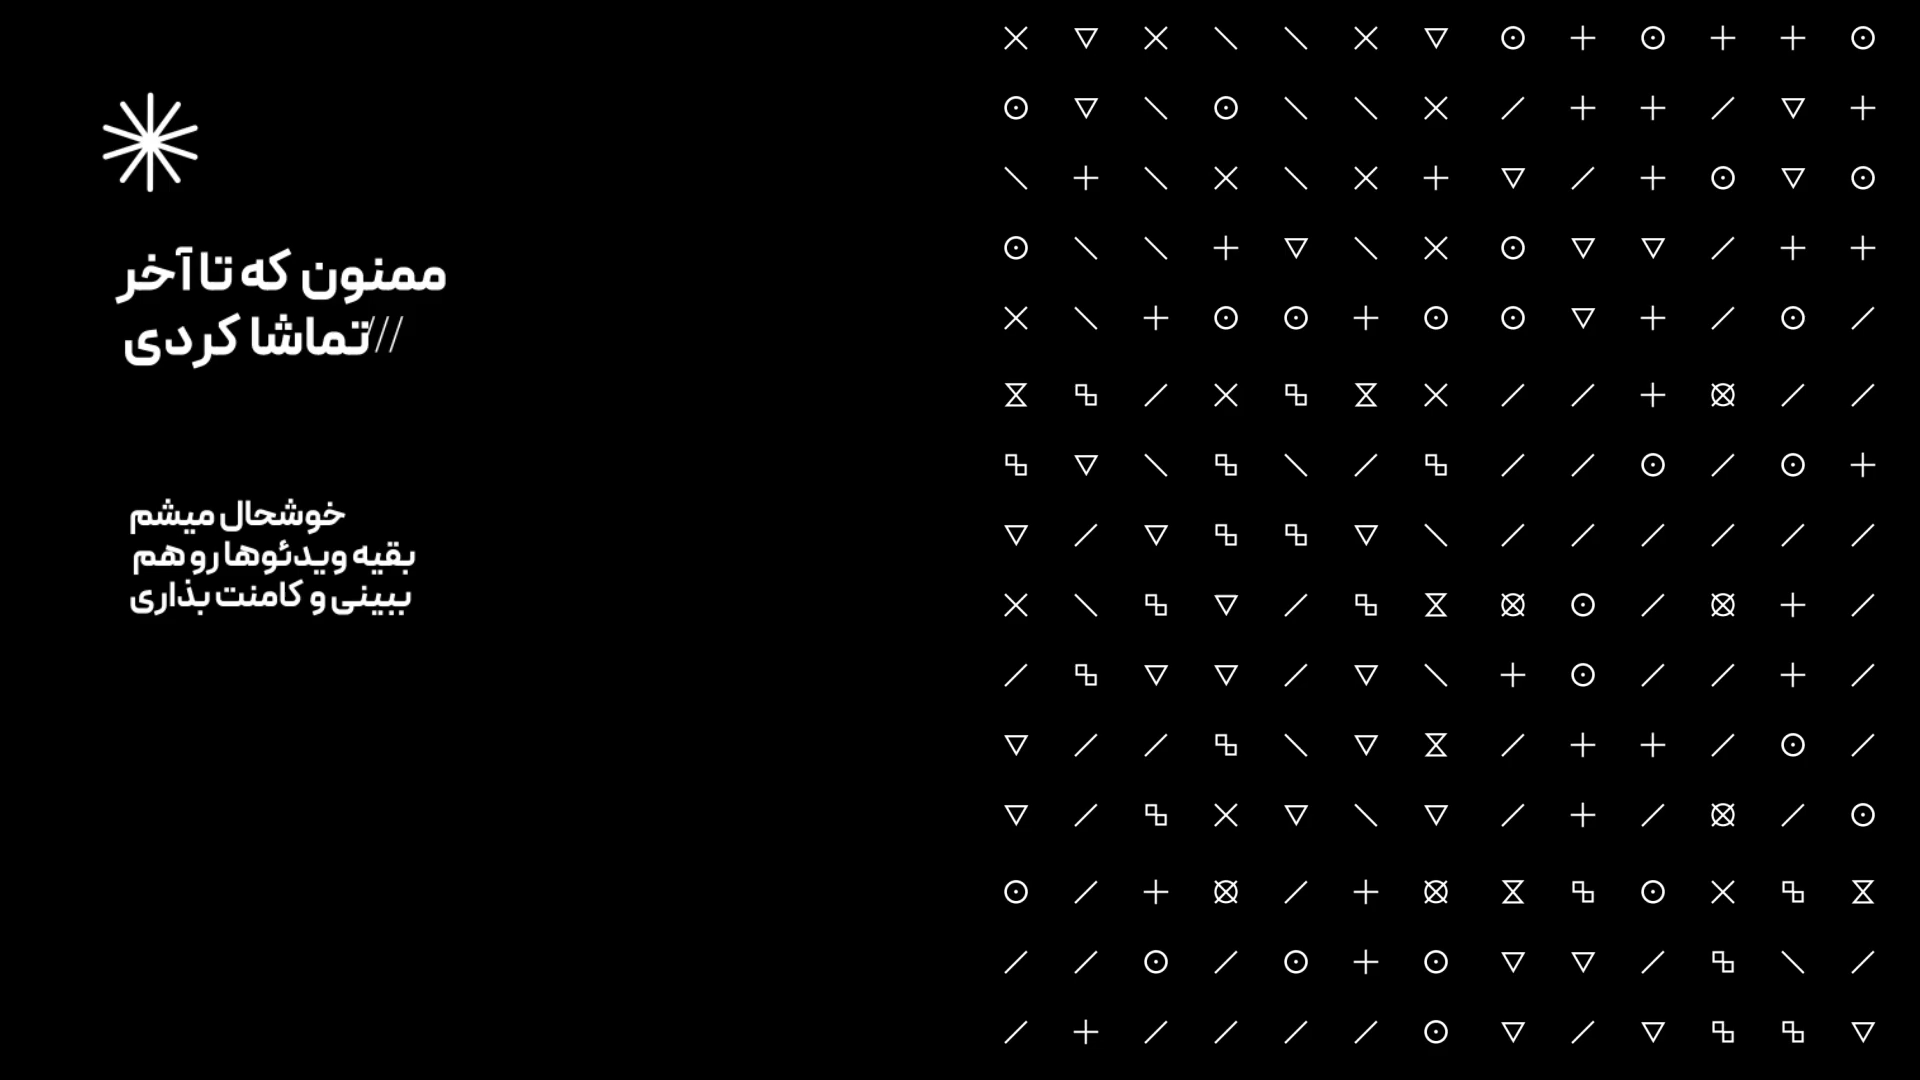 ممنون که تا آخر
///تماشا کردی
خوشحال میشم
بقیه ویدئوها رو هم
ببینی و کامنت بذاری